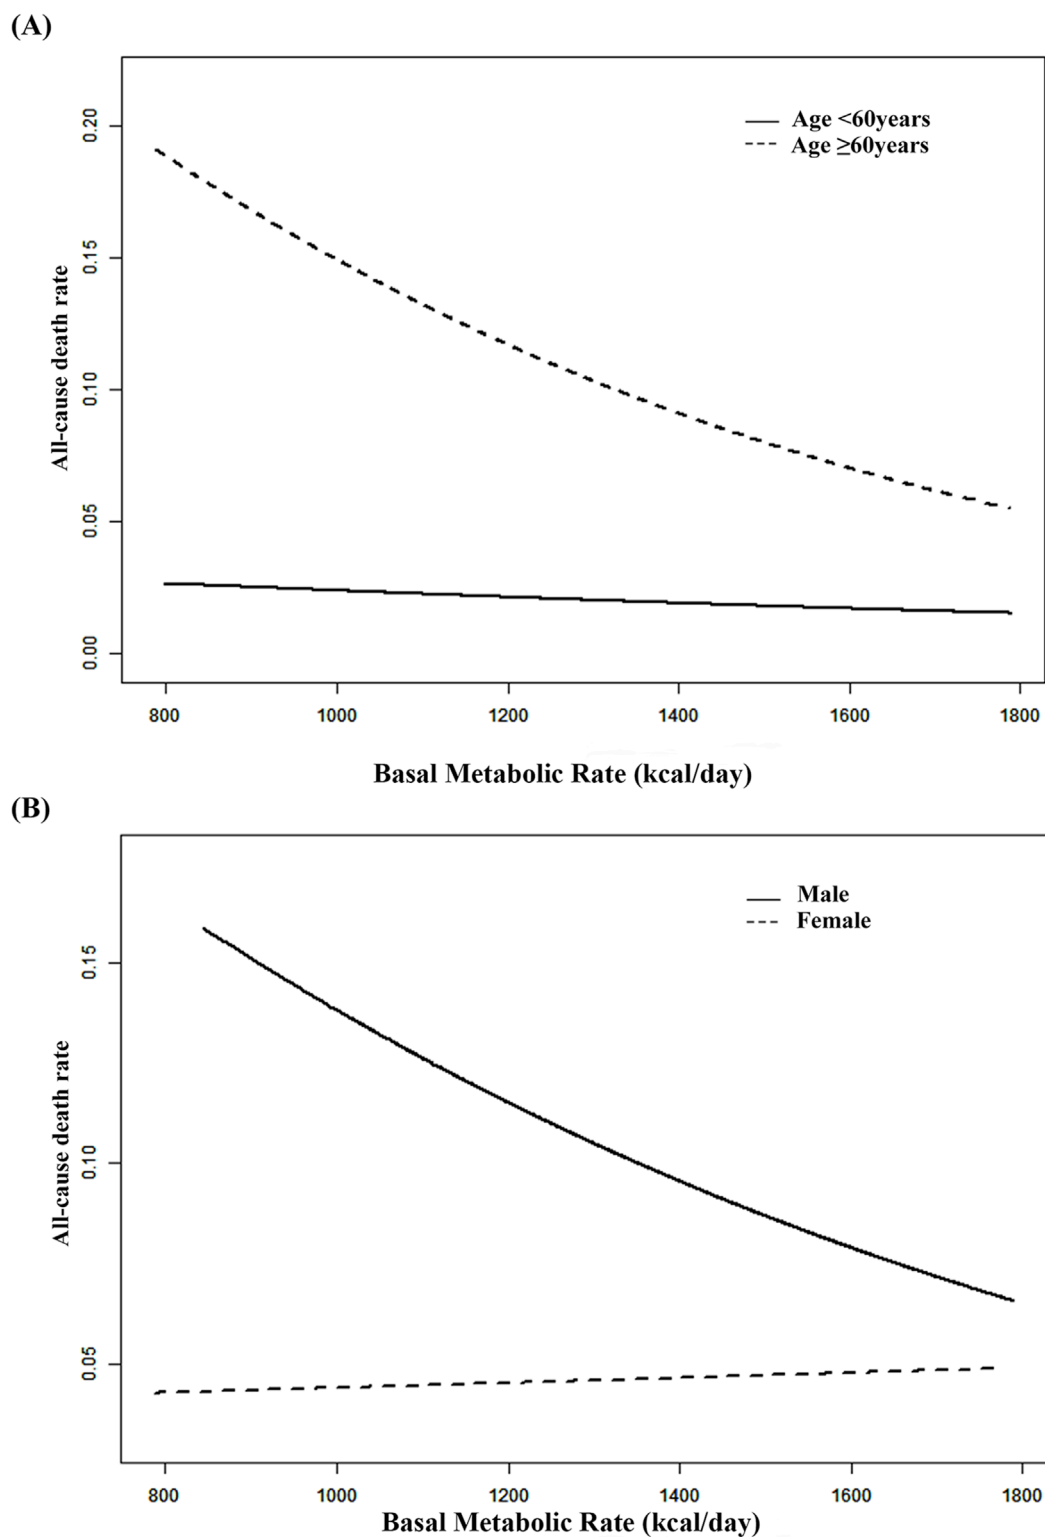 (A)
Age <60years
Age ≥60years
0.20
0.15
0.10
0.05
0.00
All-cause death rate
800 1000 1200 1400 1600 1800
Basal Metabolic Rate (kcal/day)
(B)
Male
Female
0.15
0.10
0.05
All-cause death rate
800 1000 1200 1400 1600 1800
Basal Metabolic Rate (kcal/day)